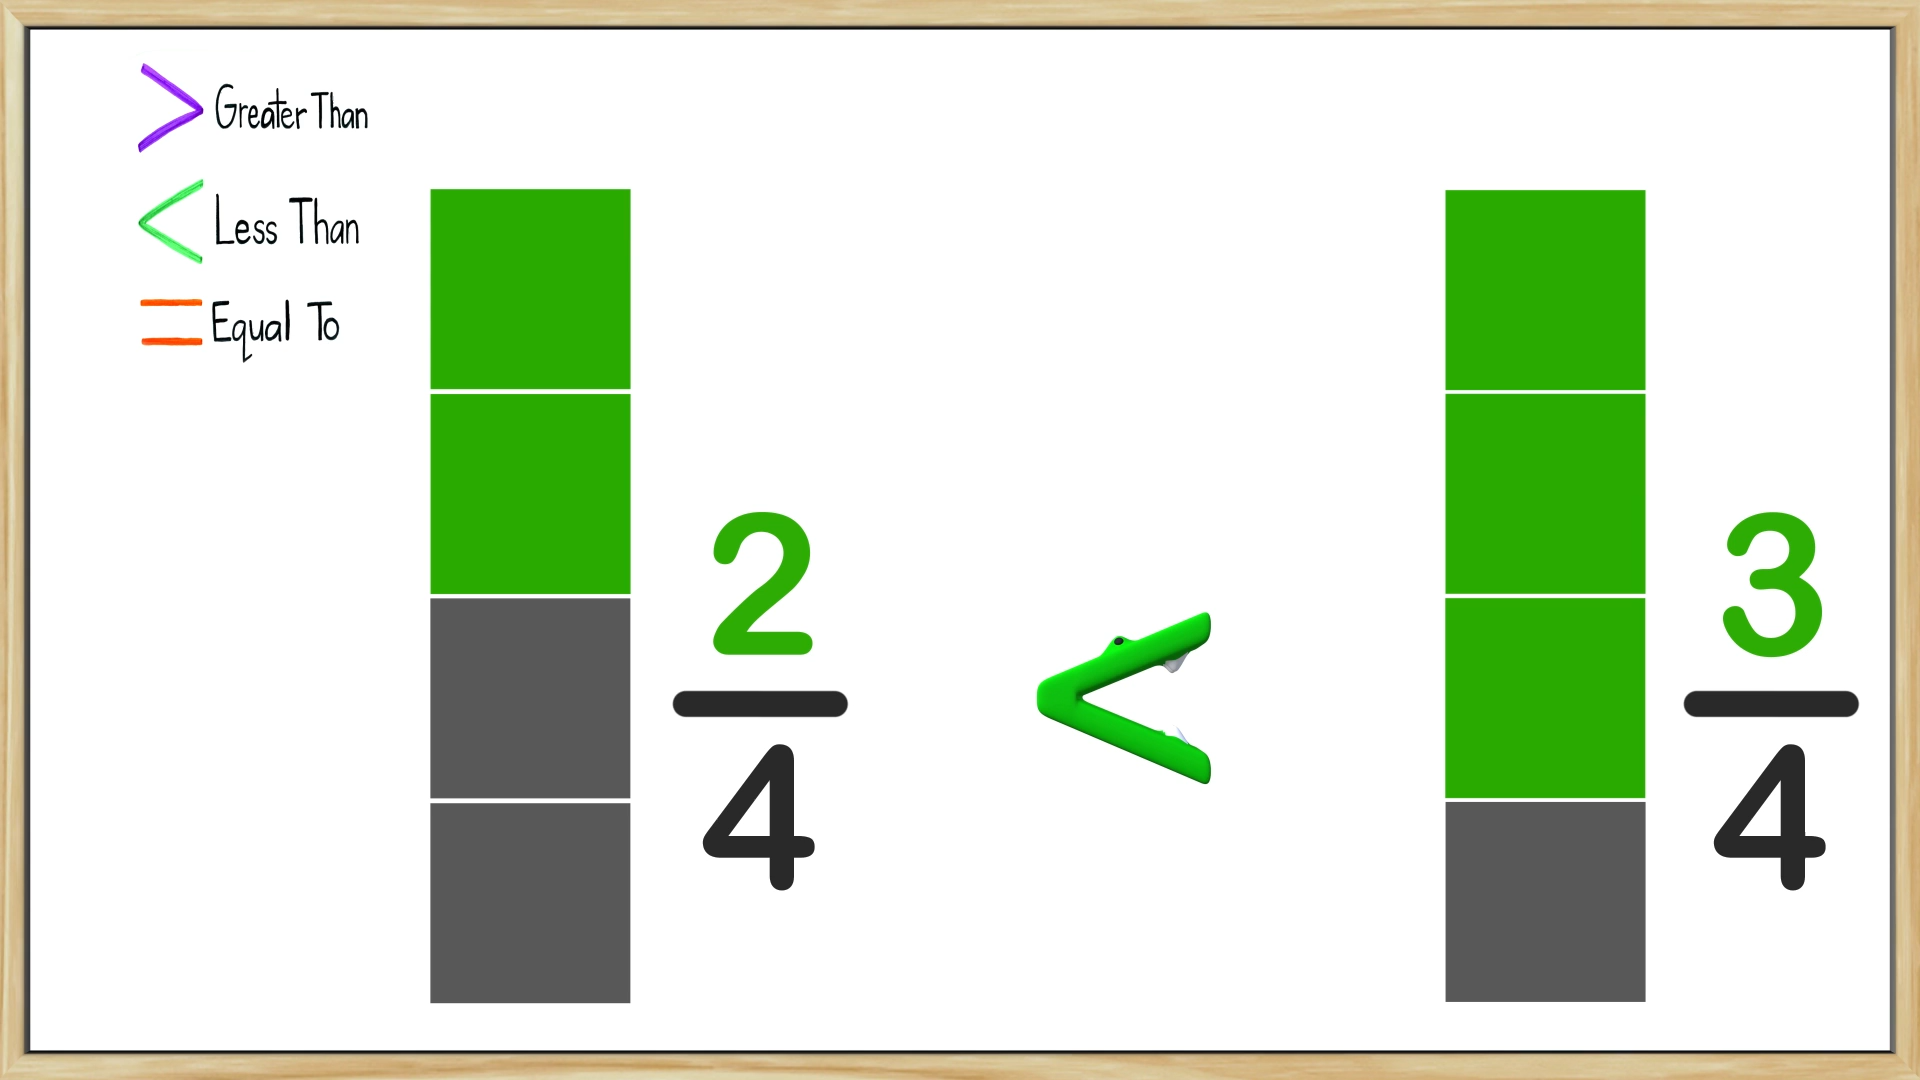 > Greater Than
< Less Than
= Equal To
2
4
<
3
4